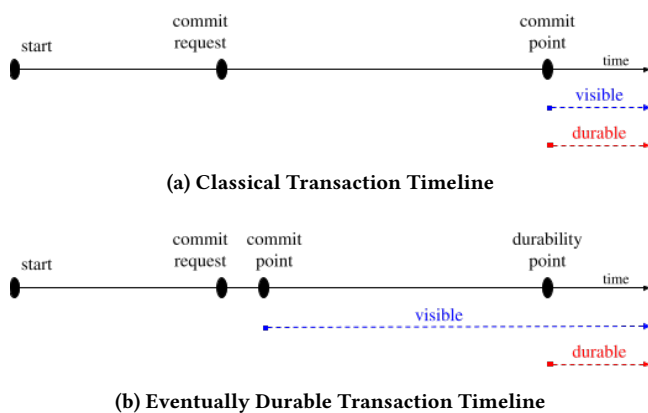 start
commit
request
commit
point
time
visible
durable
(a) Classical Transaction Timeline
start
commit
request
commit
point
durability
point
time
visible
durable
(b) Eventually Durable Transaction Timeline